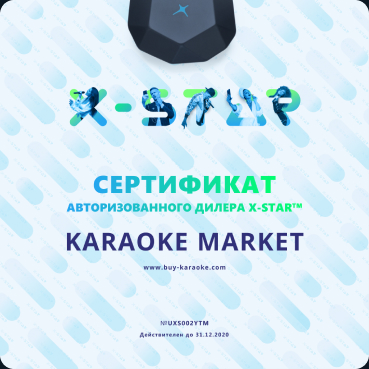 X-STAR
СЕРТИФИКАТ
АВТОРИЗОВАННОГО ДИЛЕРА X-STAR™
KARAOKE MARKET
www.buy-karaoke.com
№UXS002YTM
Действителен до 31.12.2020